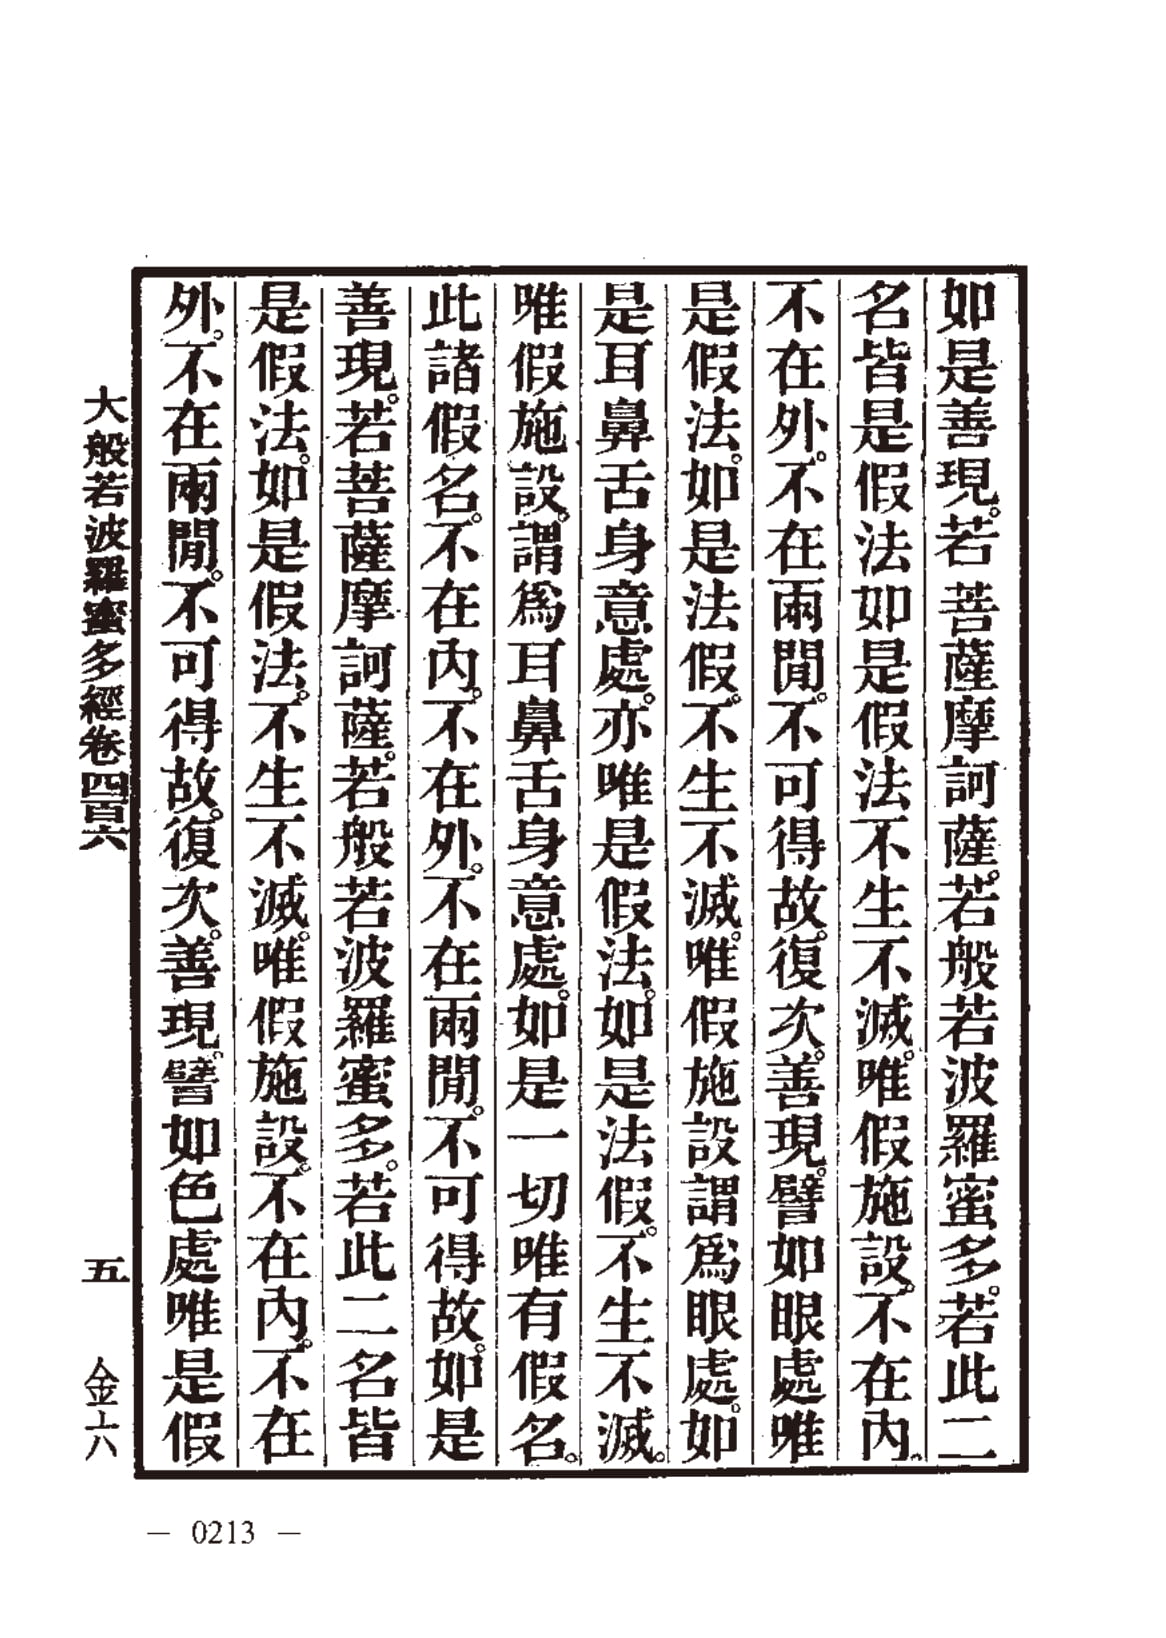 如是善現。若菩薩摩訶薩。若般若波羅蜜多。若此二
名皆是假法如是假法不生不滅。唯假施設。不在內。
不在外。不在兩閒。不可得故。復次。善現。譬如眼處唯
是假法。如是法假。不生不滅。唯假施設謂爲眼處。如
是耳鼻舌身意處。亦唯是假法。如是法假。不生不滅。
唯假施設。謂爲耳鼻舌身意處。如是一切唯有假名。
此諸假名。不在內。不在外。不在兩閒。不可得故。如是
善現。若菩薩摩訶薩。若般若波羅蜜多。若此二名皆
是假法。如是假法。不生不滅。唯假施設。不在內。不在
外。不在兩閒。不可得故。復次。善現。譬如色處唯是假
大般若波羅蜜多經卷四百六 五 金六
— 0213 —